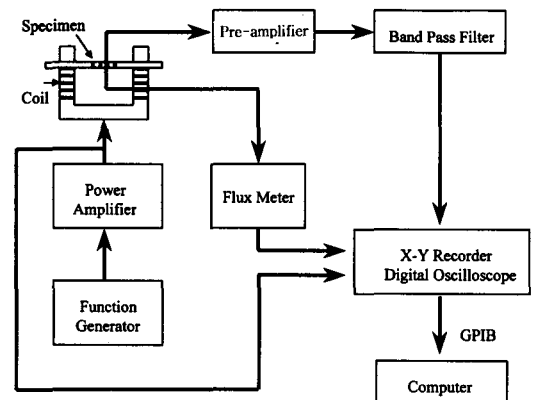 Specimen
Pre-amplifier
Band Pass Filter
Coil
Power
Amplifier
Flux Meter
X-Y Recorder
Digital Oscilloscope
Function
Generator
GPIB
Computer